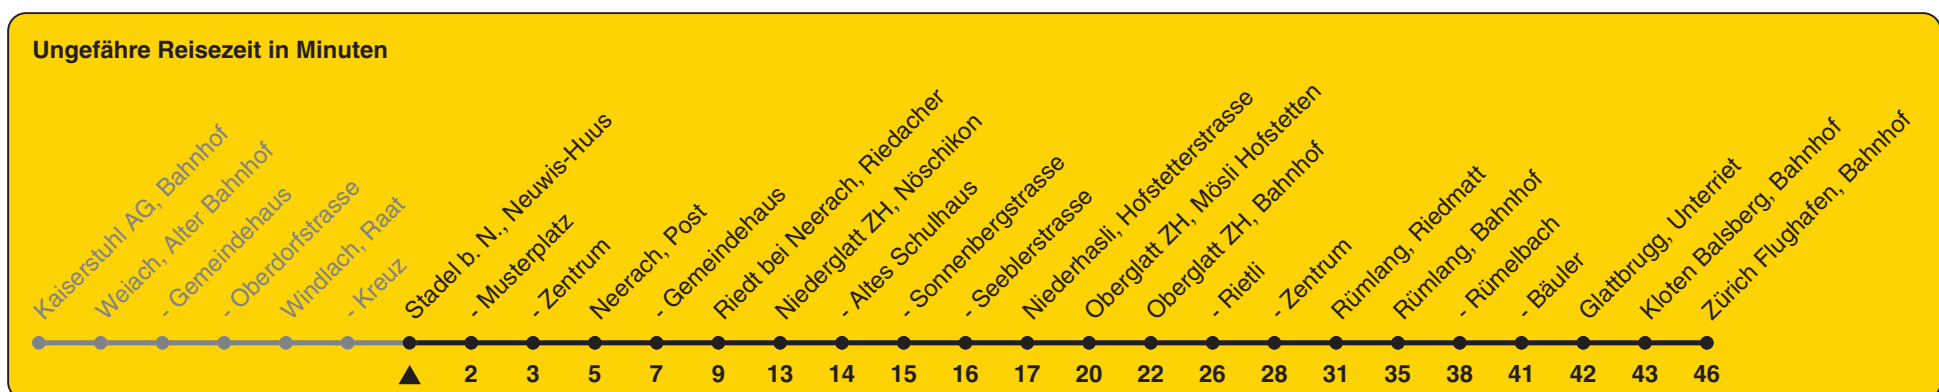 Ungefähre Reisezeit in Minuten
Kaiserstuhl AG, Bahnhof
Weiach, Alter Bahnhof
- Gemeindehaus
- Oberdorfstrasse
Windlach, Raat
- Kreuz
Stadel b. N., Neuwis-Huus
- Musterplatz
- Zentrum
Neerach, Post
- Gemeindehaus
Riedt bei Neerach, Riedacher
Niederglatt ZH, Nöschikon
- Altes Schulhaus
- Sonnenbergstrasse
- Seeblerstrasse
Niederhasli, Hofstetterstrasse
Oberglatt ZH, Mösli Hofstetten
Oberglatt ZH, Bahnhof
- Rietli
- Zentrum
Rümlang, Riedmatt
Rümlang, Bahnhof
- Rümelbach
- Bäuler
Glattbrugg, Unterriet
Kloten Balsberg, Bahnhof
Zürich Flughafen, Bahnhof
2 3 5 7 9 13 14 15 16 17 20 22 26 28 31 35 38 41 42 43 46